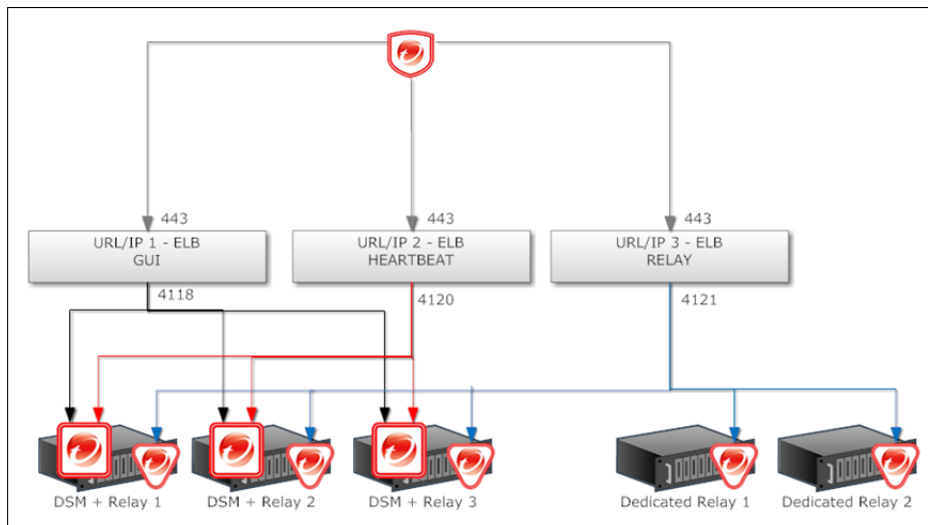 443
443
443
URL/IP 1 - ELB
GUI
URL/IP 2 - ELB
HEARTBEAT
URL/IP 3 - ELB
RELAY
4118
4120
4121
DSM + Relay 1
DSM + Relay 2
DSM + Relay 3
Dedicated Relay 1
Dedicated Relay 2